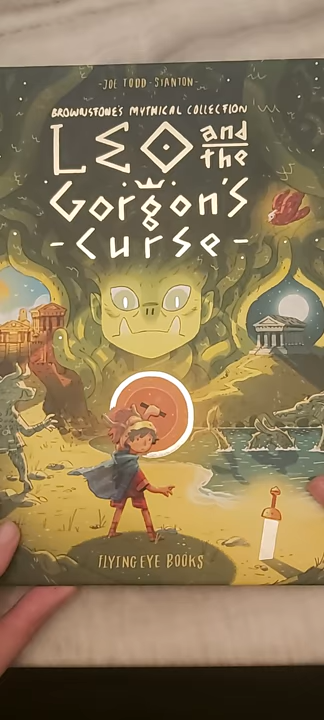 -JOE TODD-STANTON-
BROWNSTONE'S MYTHICAL COLLECTION
LEO and
the
Gorgon's
-Curse-
FLYING EYE BOOKS